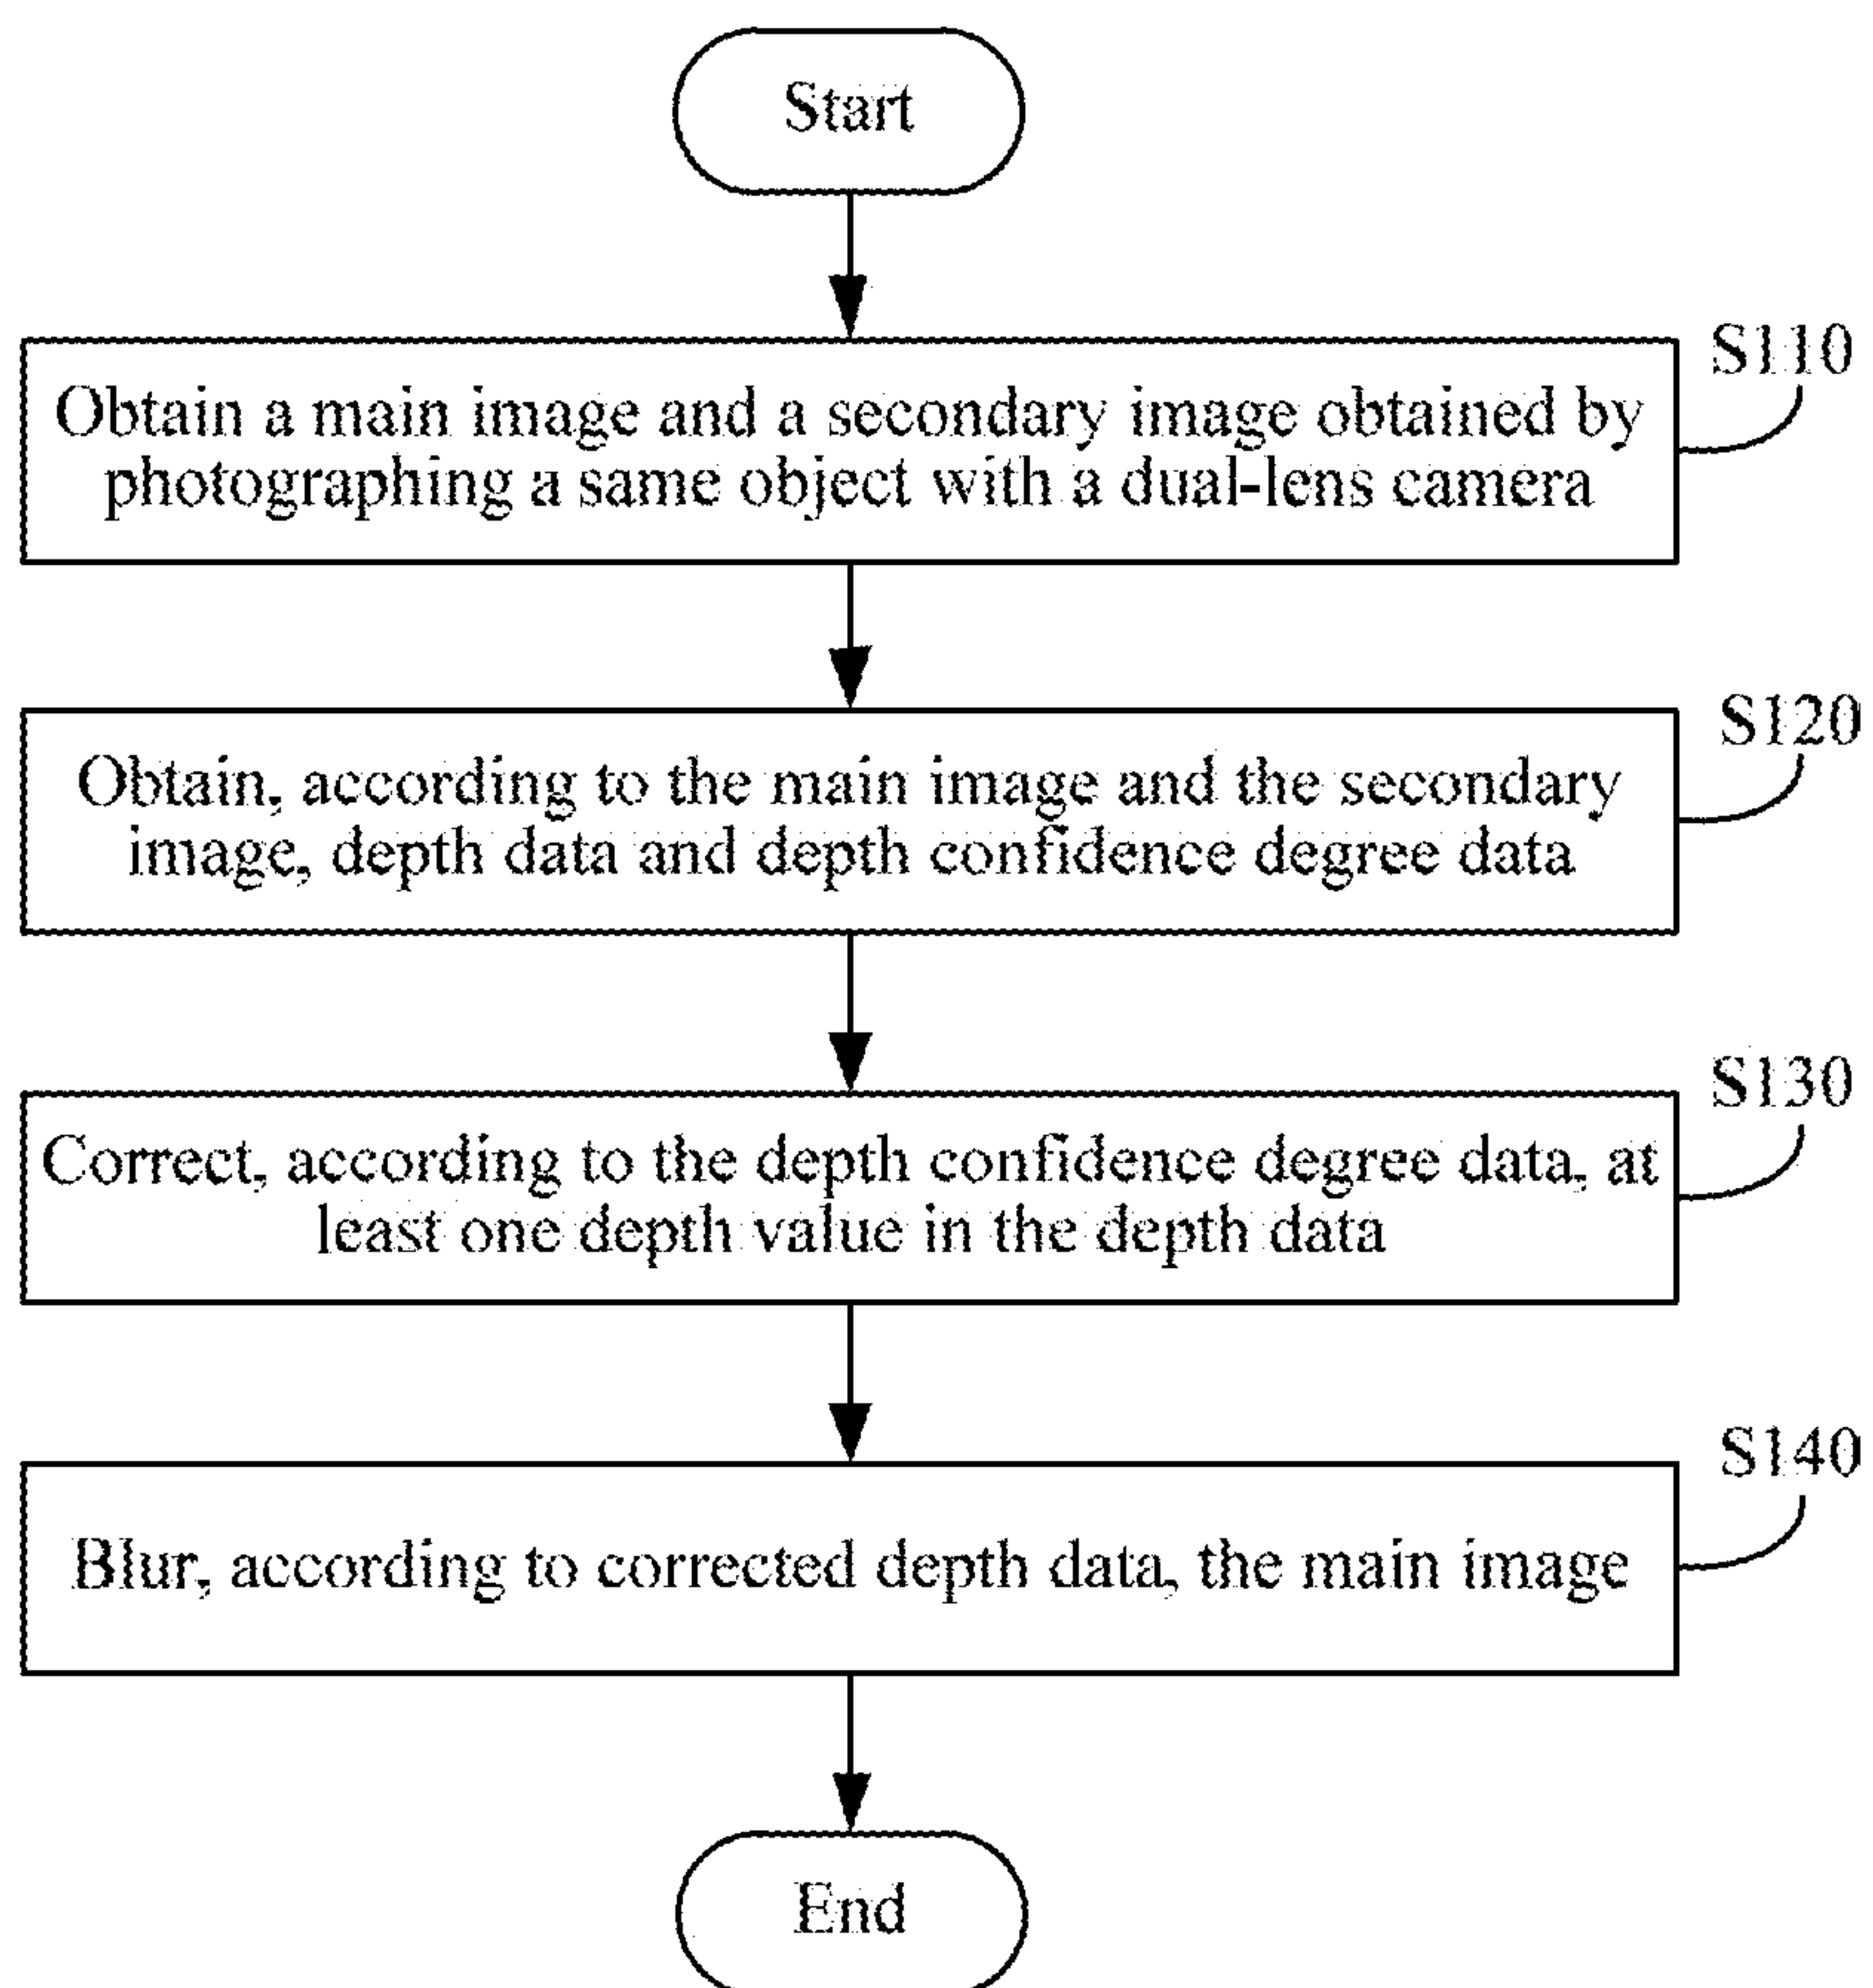 Start
S110
Obtain a main image and a secondary image obtained by
photographing a same object with a dual-lens camera
S120
Obtain, according to the main image and the secondary
image, depth data and depth confidence degree data
S130
Correct, according to the depth confidence degree data, at
least one depth value in the depth data
S140
Blur, according to corrected depth data, the main image
End